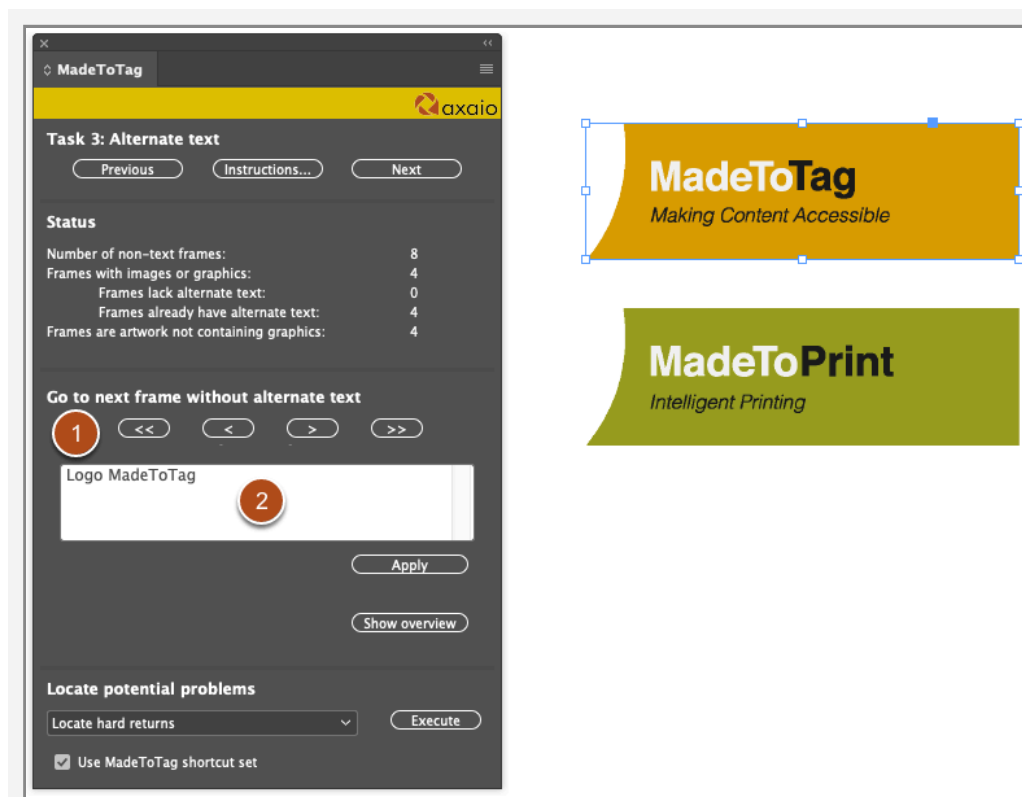 MadeToTag
axaio
Task 3: Alternate text
Previous Instructions... Next
Status
Number of non-text frames: 8
Frames with images or graphics: 4
Frames lack alternate text: 0
Frames already have alternate text: 4
Frames are artwork not containing graphics: 4
Go to next frame without alternate text
1 << < > >>
Logo MadeToTag
2
Apply
Show overview
Locate potential problems
Locate hard returns Execute
Use MadeToTag shortcut set
MadeToTag
Making Content Accessible
MadeToPrint
Intelligent Printing